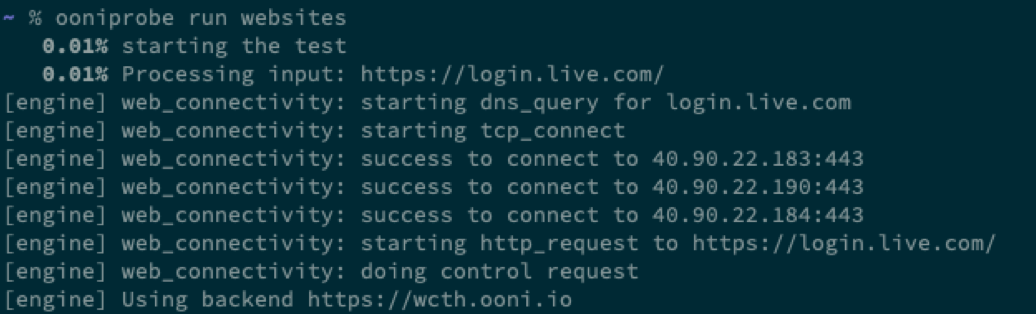 ~ % ooniprobe run websites
0.01% starting the test
0.01% Processing input: https://login.live.com/
[engine] web_connectivity: starting dns_query for login.live.com
[engine] web_connectivity: starting tcp_connect
[engine] web_connectivity: success to connect to 40.90.22.183:443
[engine] web_connectivity: success to connect to 40.90.22.190:443
[engine] web_connectivity: success to connect to 40.90.22.184:443
[engine] web_connectivity: starting http_request to https://login.live.com/
[engine] web_connectivity: doing control request
[engine] Using backend https://wcth.ooni.io